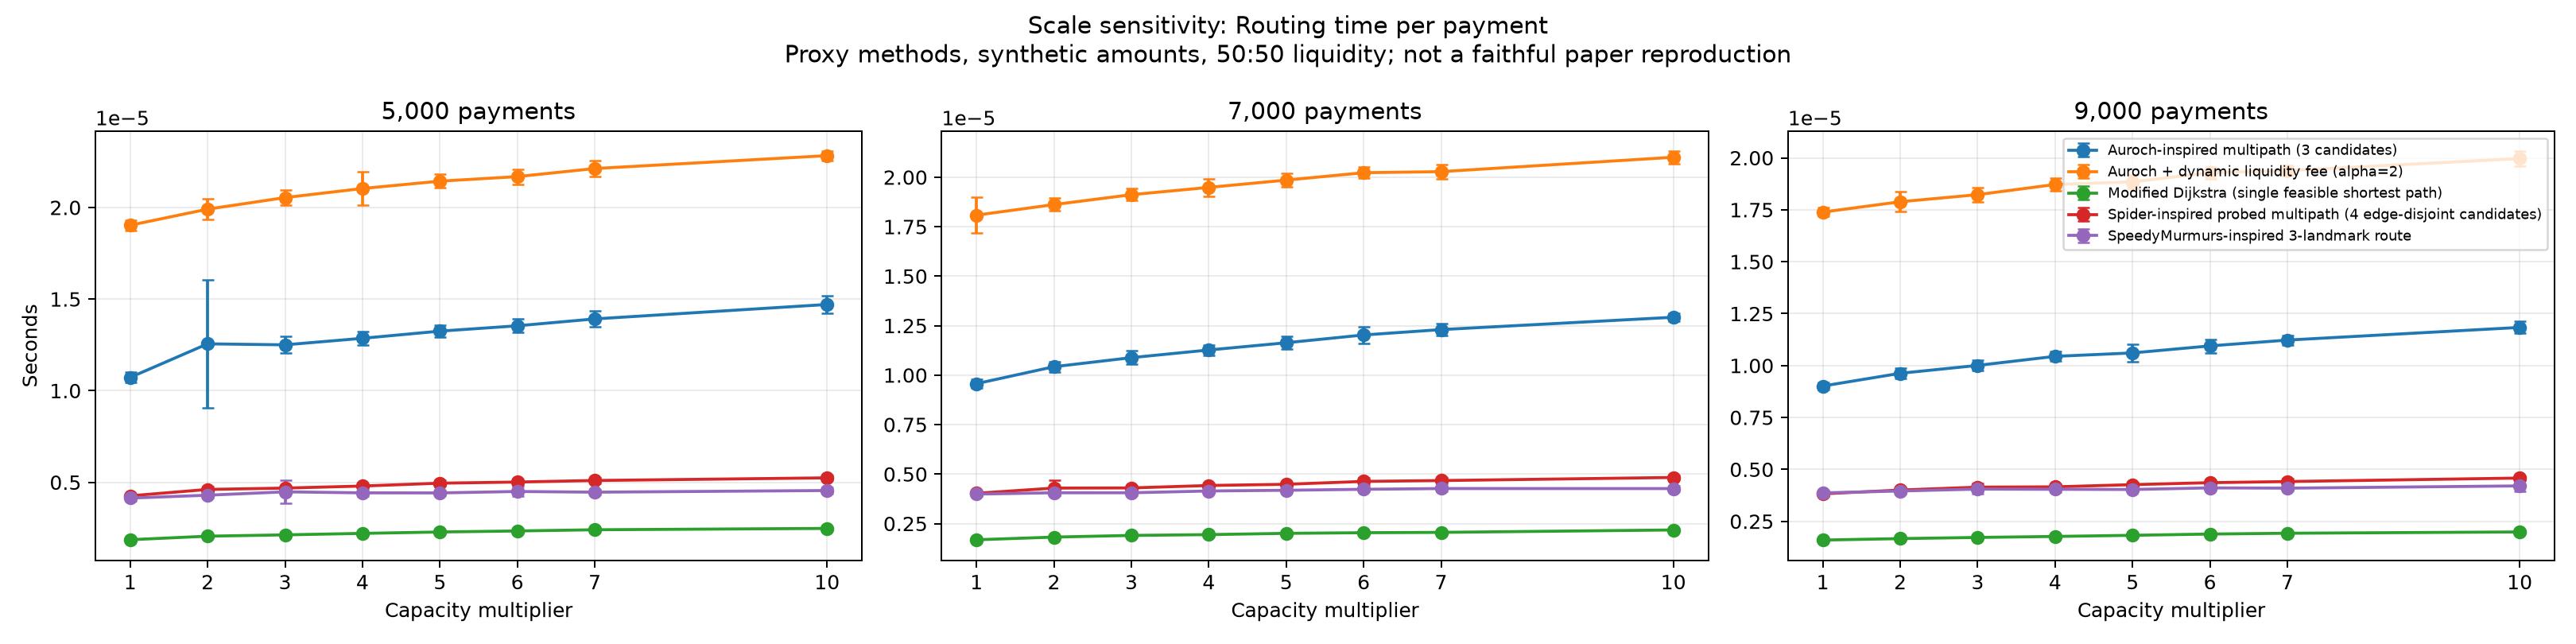 Scale sensitivity: Routing time per payment
Proxy methods, synthetic amounts, 50:50 liquidity; not a faithful paper reproduction
5,000 payments
1e−5
2.0
1.5
1.0
0.5
Seconds
1 2 3 4 5 6 7 10
Capacity multiplier
7,000 payments
1e−5
2.00
1.75
1.50
1.25
1.00
0.75
0.50
0.25
1 2 3 4 5 6 7 10
Capacity multiplier
9,000 payments
1e−5
2.00
1.75
1.50
1.25
1.00
0.75
0.50
0.25
Auroch-inspired multipath (3 candidates)
Auroch + dynamic liquidity fee (alpha=2)
Modified Dijkstra (single feasible shortest path)
Spider-inspired probed multipath (4 edge-disjoint candidates)
SpeedyMurmurs-inspired 3-landmark route
1 2 3 4 5 6 7 10
Capacity multiplier